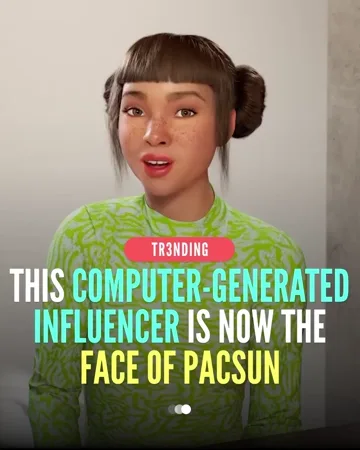 TR3NDING
THIS COMPUTER-GENERATED
INFLUENCER IS NOW THE
FACE OF PACSUN